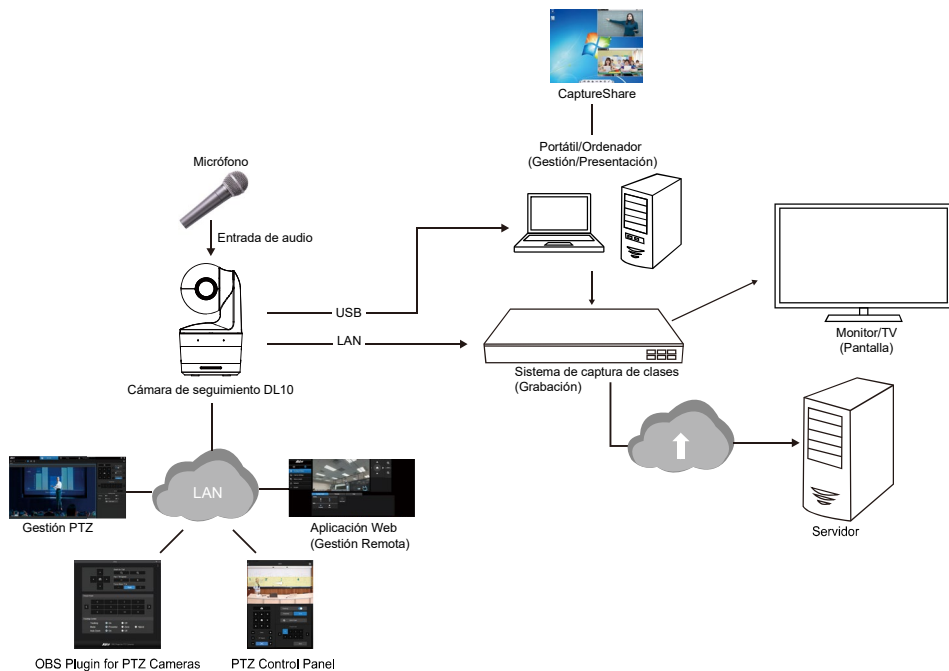 CaptureShare
Portátil/Ordenador
(Gestión/Presentación)
Micrófono
Entrada de audio
USB
LAN
Cámara de seguimiento DL10
Sistema de captura de clases
(Grabación)
Monitor/TV
(Pantalla)
LAN
Gestión PTZ
Aplicación Web
(Gestión Remota)
Servidor
OBS Plugin for PTZ Cameras
PTZ Control Panel